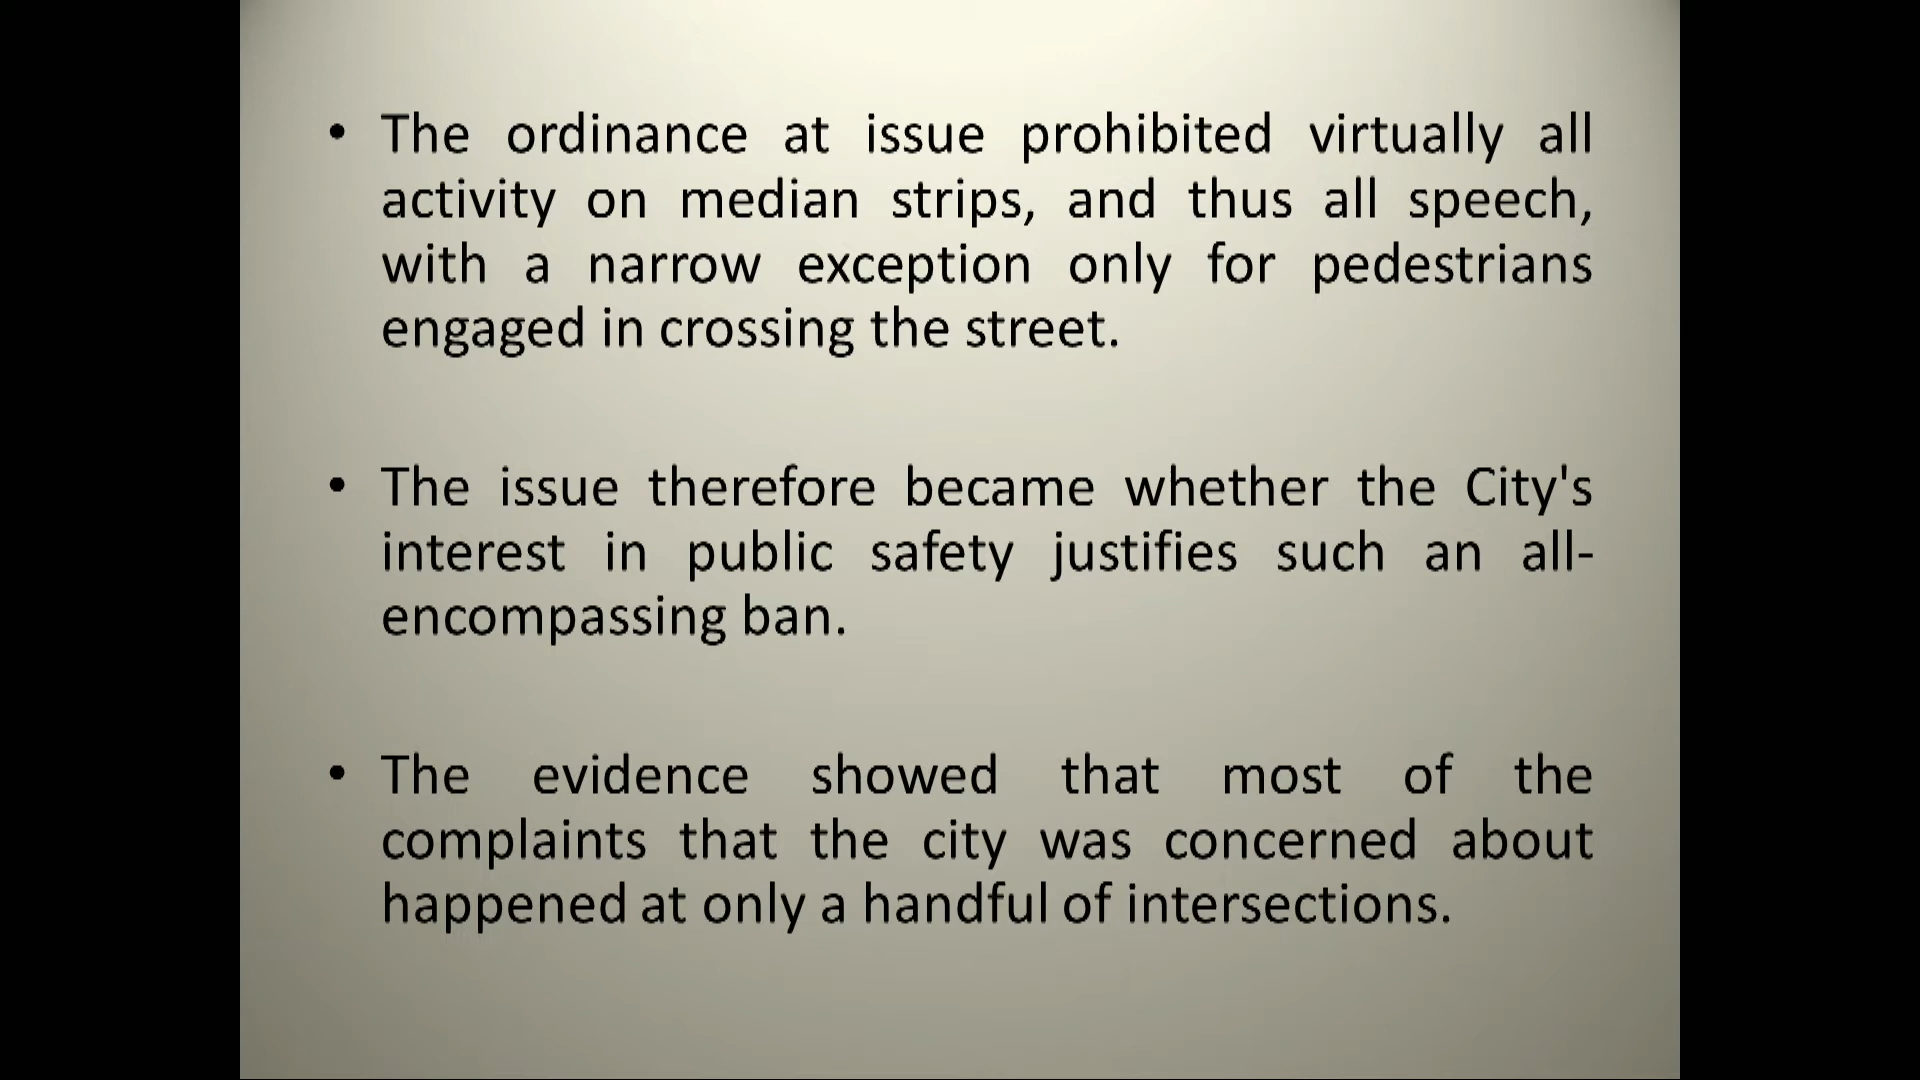 • The ordinance at issue prohibited virtually all
activity on median strips, and thus all speech,
with a narrow exception only for pedestrians
engaged in crossing the street.
• The issue therefore became whether the City's
interest in public safety justifies such an all-
encompassing ban.
• The evidence showed that most of the
complaints that the city was concerned about
happened at only a handful of intersections.